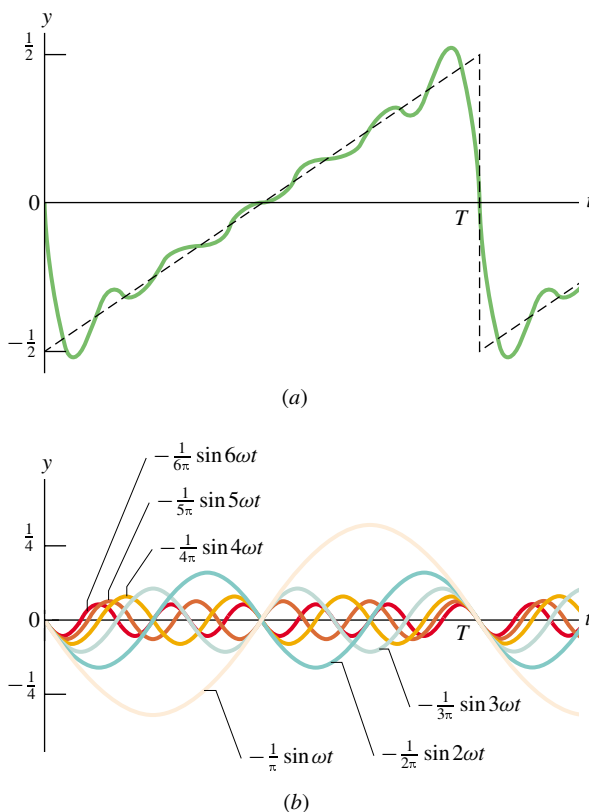 y
1/2
0
T
t
−1/2
(a)
y
−1/6π sin 6ωt
−1/5π sin 5ωt
−1/4π sin 4ωt
1/4
0
T
t
−1/4
−1/3π sin 3ωt
−1/2π sin 2ωt
−1/π sin ωt
(b)